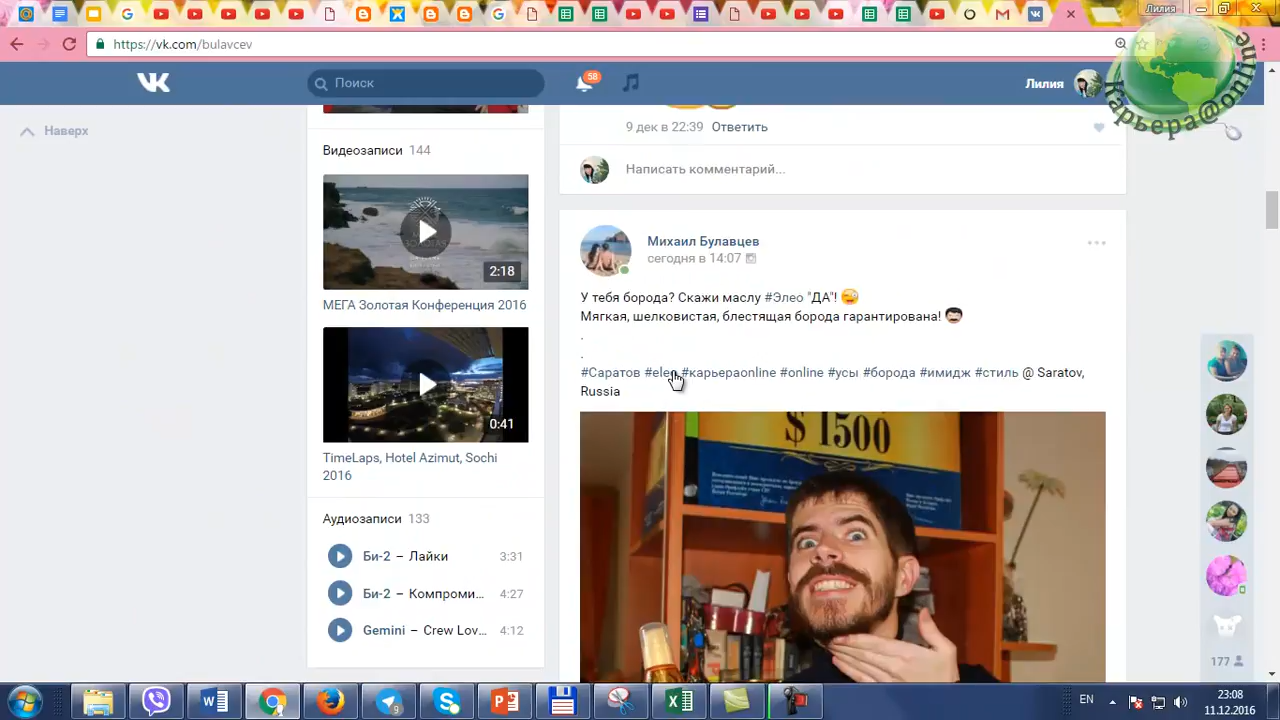 Лилия
https://vk.com/bulavcev
Поиск
58
Лилия
Карьера@online
Наверх
9 дек в 22:39 Ответить
Видеозаписи 144
Написать комментарий...
2:18
МЕГА Золотая Конференция 2016
Михаил Булавцев
сегодня в 14:07
У тебя борода? Скажи маслу #Элео "ДА"!
Мягкая, шелковистая, блестящая борода гарантирована!
.
.
#Саратов #eleo #карьераonline #online #усы #борода #имидж #стиль @ Saratov,
Russia
0:41
TimeLaps, Hotel Azimut, Sochi
2016
$ 1500
Аудиозаписи 133
Би-2 – Лайки 3:31
Би-2 – Компроми... 4:27
Gemini – Crew Lov... 4:12
177
9
EN
23:08
11.12.2016